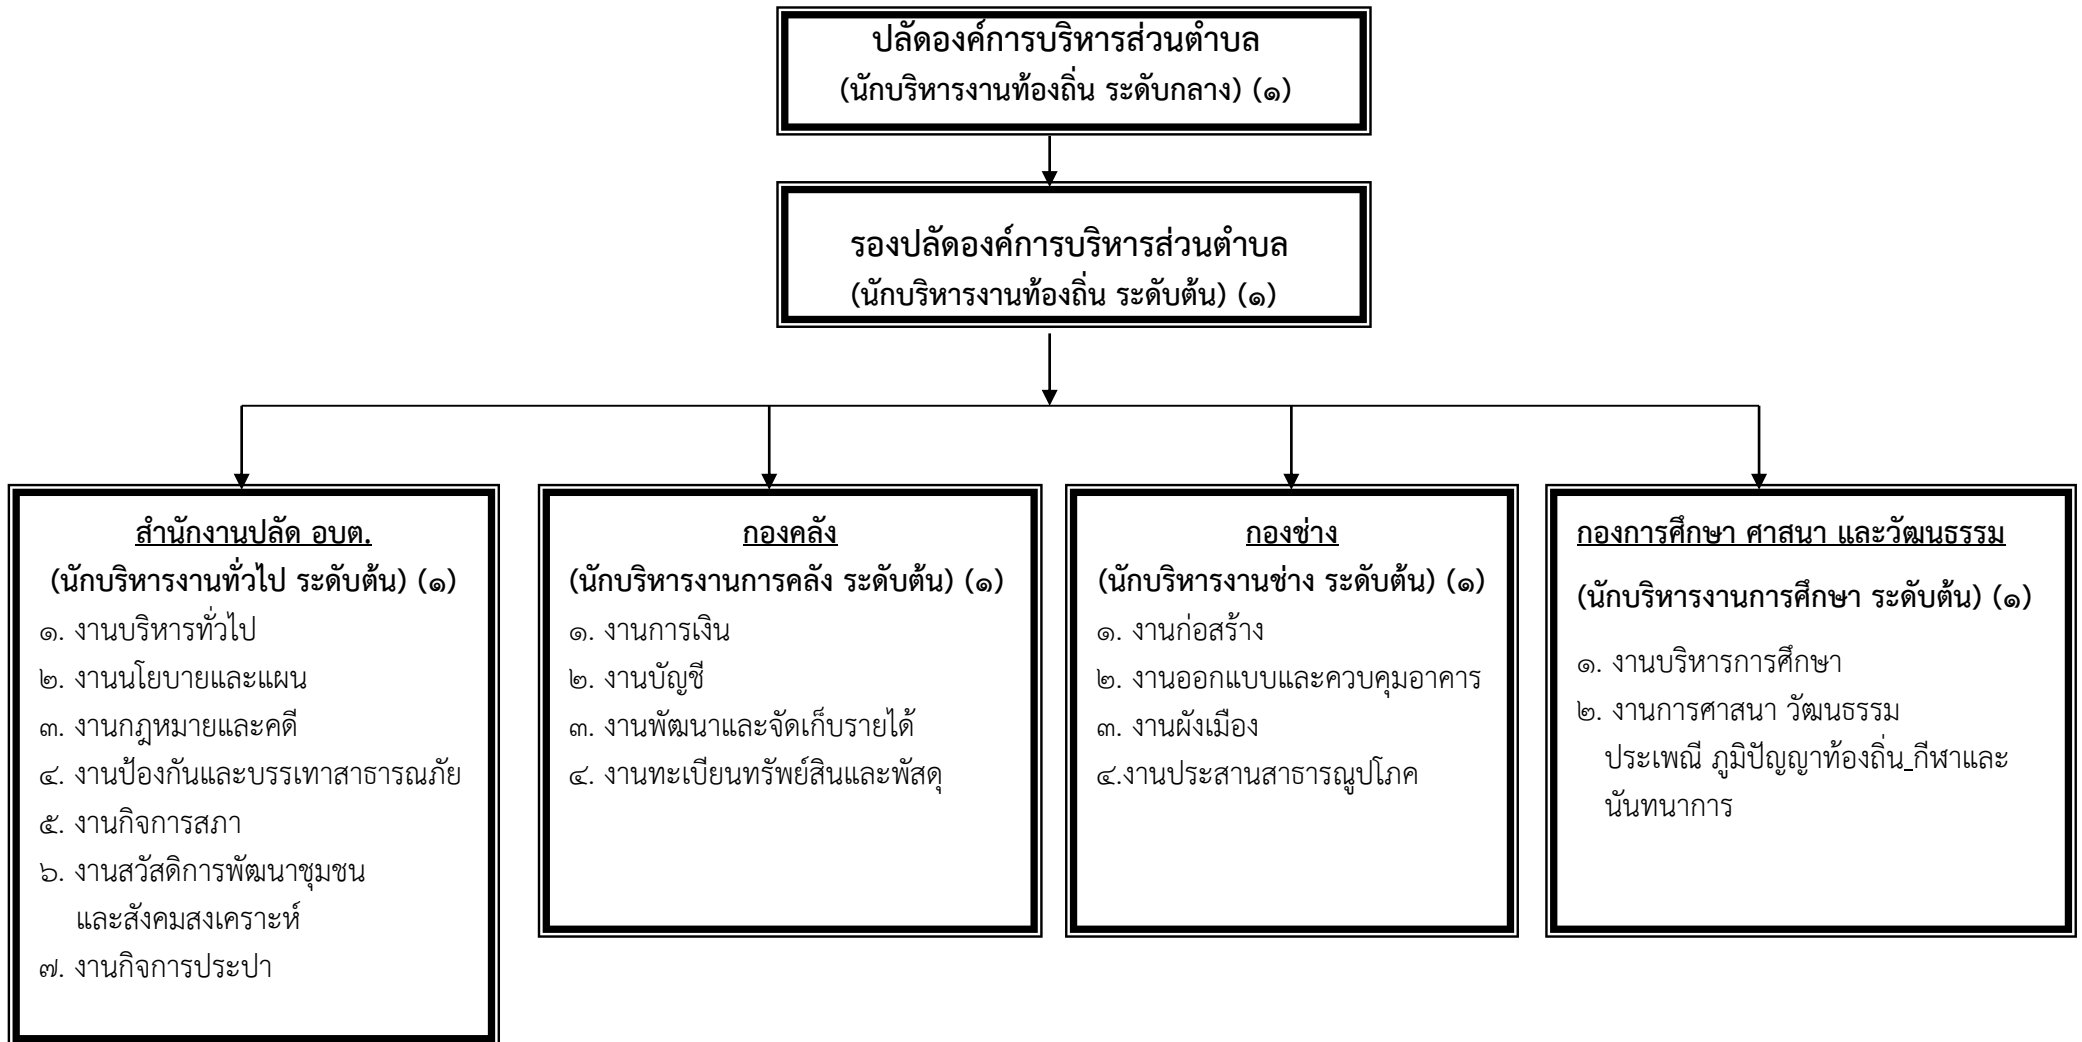 ปลัดองค์การบริหารส่วนตำบล
(นักบริหารงานท้องถิ่น ระดับกลาง) (๑)
รองปลัดองค์การบริหารส่วนตำบล
(นักบริหารงานท้องถิ่น ระดับต้น) (๑)
สำนักงานปลัด อบต.
(นักบริหารงานทั่วไป ระดับต้น) (๑)
๑. งานบริหารทั่วไป
๒. งานนโยบายและแผน
๓. งานกฎหมายและคดี
๔. งานป้องกันและบรรเทาสาธารณภัย
๕. งานกิจการสภา
๖. งานสวัสดิการพัฒนาชุมชน
และสังคมสงเคราะห์
๗. งานกิจการประปา
กองคลัง
(นักบริหารงานการคลัง ระดับต้น) (๑)
๑. งานการเงิน
๒. งานบัญชี
๓. งานพัฒนาและจัดเก็บรายได้
๔. งานทะเบียนทรัพย์สินและพัสดุ
กองช่าง
(นักบริหารงานช่าง ระดับต้น) (๑)
๑. งานก่อสร้าง
๒. งานออกแบบและควบคุมอาคาร
๓. งานผังเมือง
๔.งานประสานสาธารณูปโภค
กองการศึกษา ศาสนา และวัฒนธรรม
(นักบริหารงานการศึกษา ระดับต้น) (๑)
๑. งานบริหารการศึกษา
๒. งานการศาสนา วัฒนธรรม
ประเพณี ภูมิปัญญาท้องถิ่น กีฬาและ
นันทนาการ